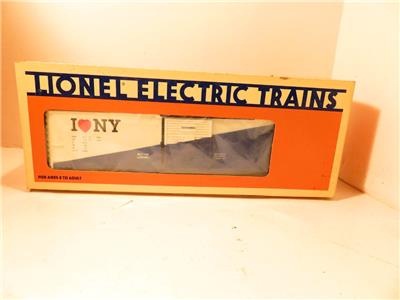 LIONEL ELECTRIC TRAINS
I ❤ NY
FOR AGES 8 TO ADULT